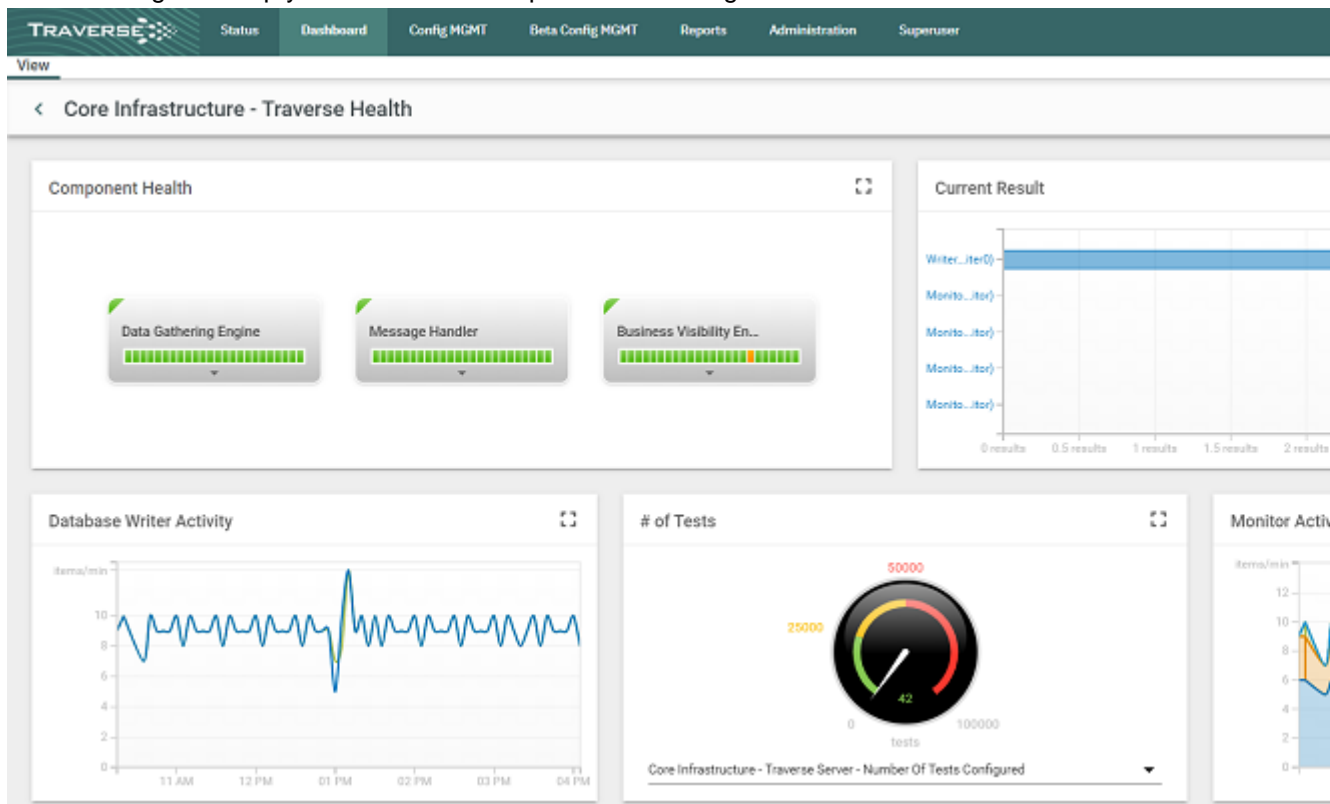 TRAVERSE Status Dashboard Config MGMT Beta Config MGMT Reports Administration Superuser
View
< Core Infrastructure - Traverse Health
Component Health
Data Gathering Engine
Message Handler
Business Visibility En...
Current Result
Writer...iter0)
Monito...itor)
Monito...itor)
Monito...itor)
Monito...itor)
0 results 0.5 results 1 results 1.5 results 2 results
Database Writer Activity
items/min
10
8
6
4
2
0
11 AM 12 PM 01 PM 02 PM 03 PM 04 PM
# of Tests
50000
25000
42
0 100000
tests
Core Infrastructure - Traverse Server - Number Of Tests Configured
Monitor Activ
items/min
12
10
8
6
4
2
0